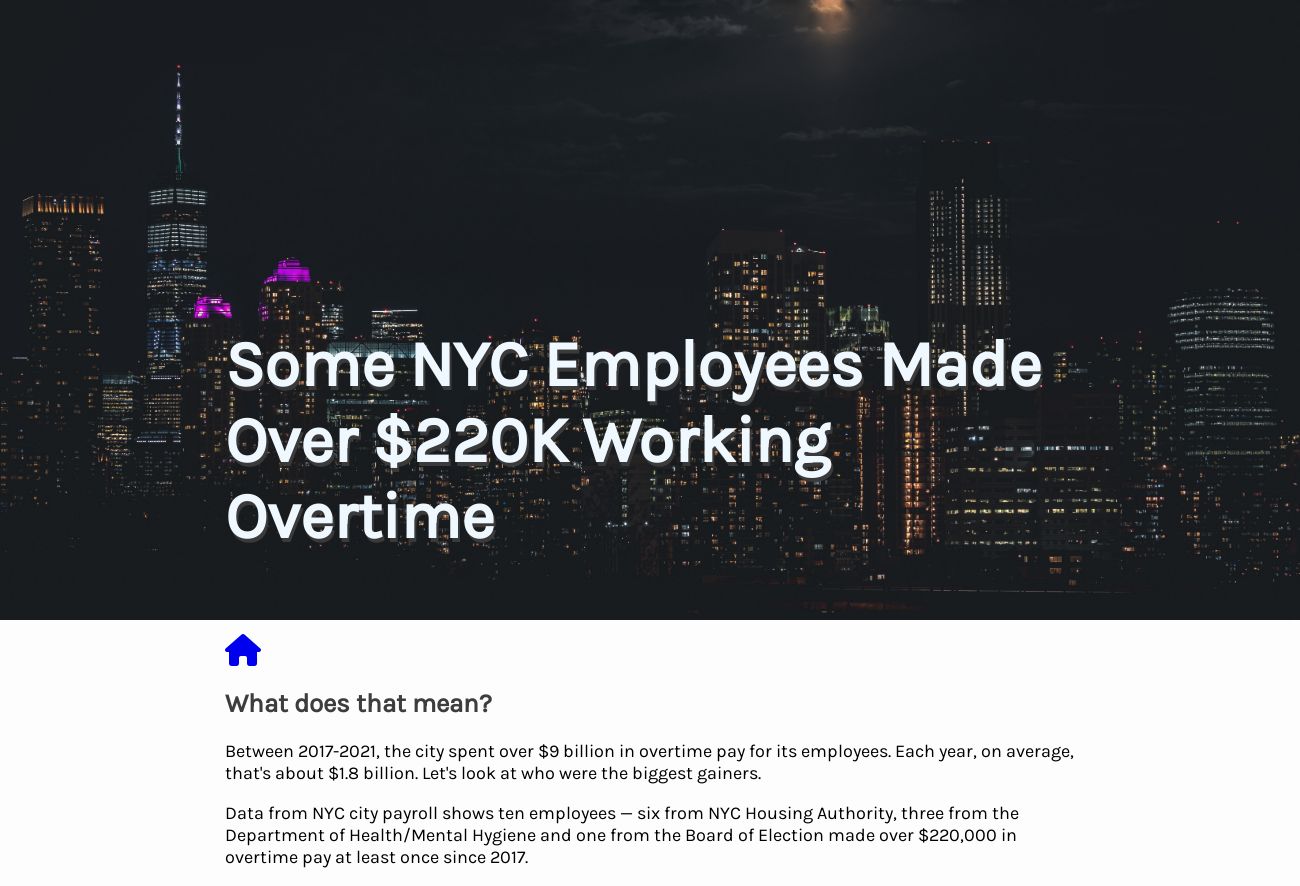 Some NYC Employees Made
Over $220K Working
Overtime
What does that mean?
Between 2017-2021, the city spent over $9 billion in overtime pay for its employees. Each year, on average,
that's about $1.8 billion. Let's look at who were the biggest gainers.
Data from NYC city payroll shows ten employees — six from NYC Housing Authority, three from the
Department of Health/Mental Hygiene and one from the Board of Election made over $220,000 in
overtime pay at least once since 2017.